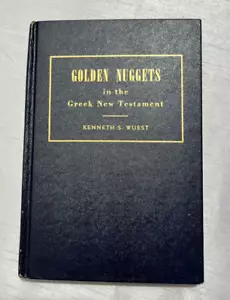 GOLDEN NUGGETS
in the
Greek New Testament
KENNETH S. WUEST